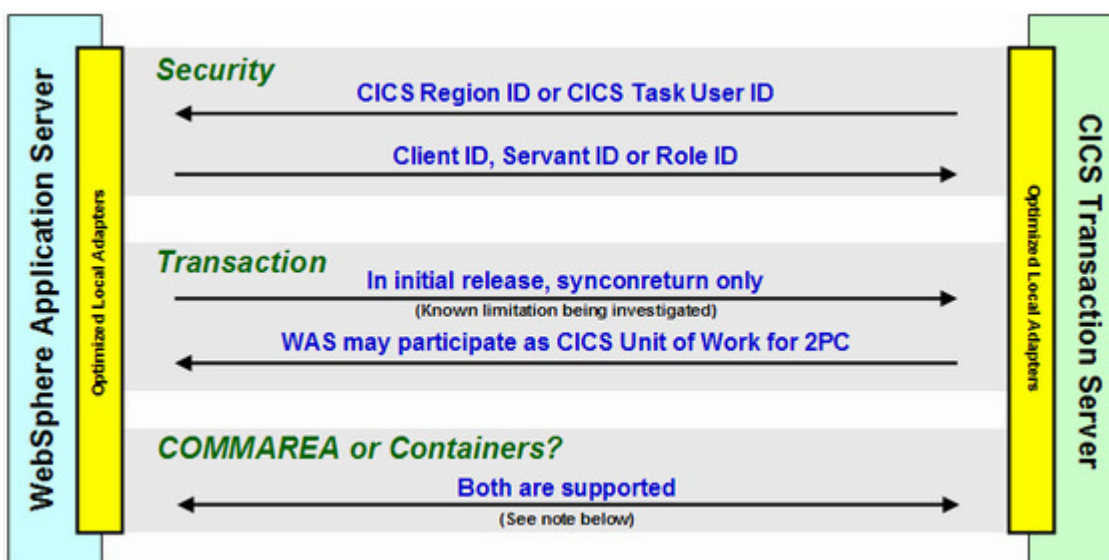 WebSphere Application Server
Optimized Local Adapters
Security
CICS Region ID or CICS Task User ID
Client ID, Servant ID or Role ID
Transaction
In initial release, synconreturn only
(Known limitation being investigated)
WAS may participate as CICS Unit of Work for 2PC
COMMAREA or Containers?
Both are supported
(See note below)
Optimized Local Adapters
CICS Transaction Server